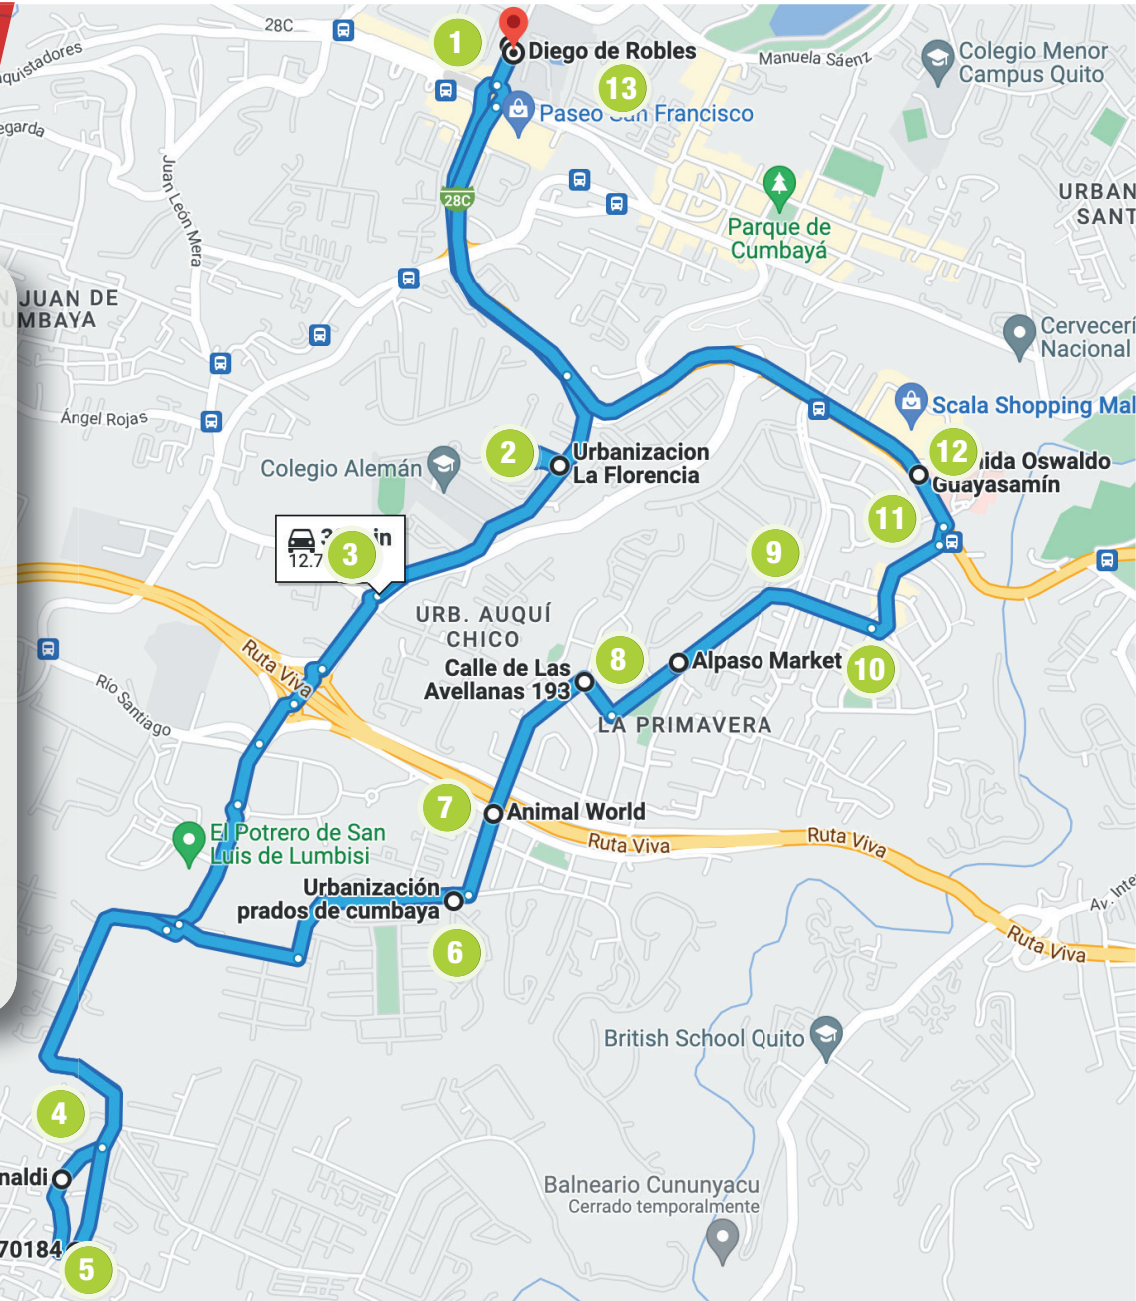 28C
1
Diego de Robles
Manuela Sáenz
Colegio Menor
Campus Quito
13
Paseo San Francisco
28C
Juan León Mera
URBAN
SANT
Parque de
Cumbayá
JUAN DE
UMBAYA
Cervecerí
Nacional
Ángel Rojas
Scala Shopping Mal
2
Urbanizacion
La Florencia
Colegio Alemán
12
nida Oswaldo
Guayasamín
11
3
in
12.7
9
URB. AUQUÍ
CHICO
Ruta Viva
8
Calle de Las
Avellanas 193
Alpaso Market
10
Río Santiago
LA PRIMAVERA
7
Animal World
El Potrero de San
Luis de Lumbisi
Ruta Viva
Ruta Viva
Urbanización
prados de cumbaya
Av. Inte
6
Ruta Viva
British School Quito
4
naldi
Balneario Cununyacu
Cerrado temporalmente
70184
5